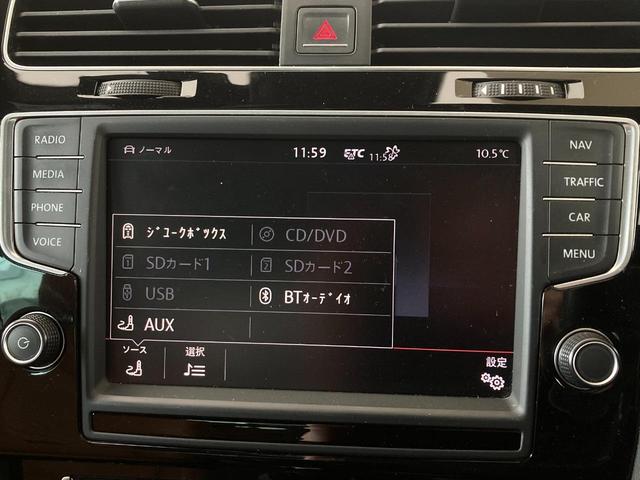 RADIO
MEDIA
PHONE
VOICE
ノーマル
11:59
ETC
11:58
10.5℃
ジュークボックス
CD/DVD
SDカード1
SDカード2
USB
BTオーディオ
AUX
ソース
選択
設定
NAV
TRAFFIC
CAR
MENU